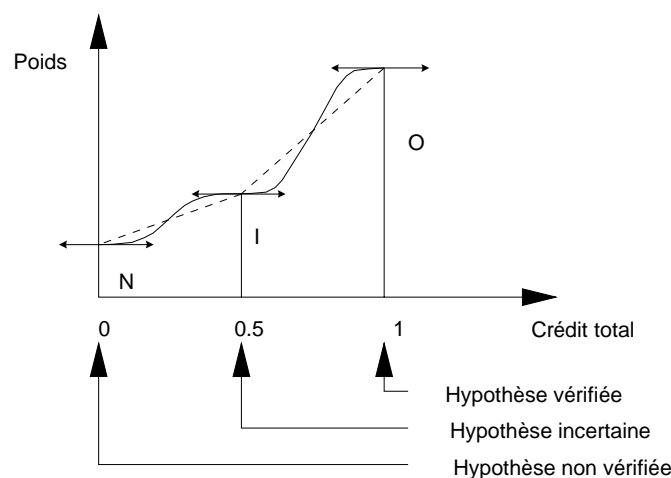 Poids
O
I
N
0 0.5 1 Crédit total
Hypothèse vérifiée
Hypothèse incertaine
Hypothèse non vérifiée